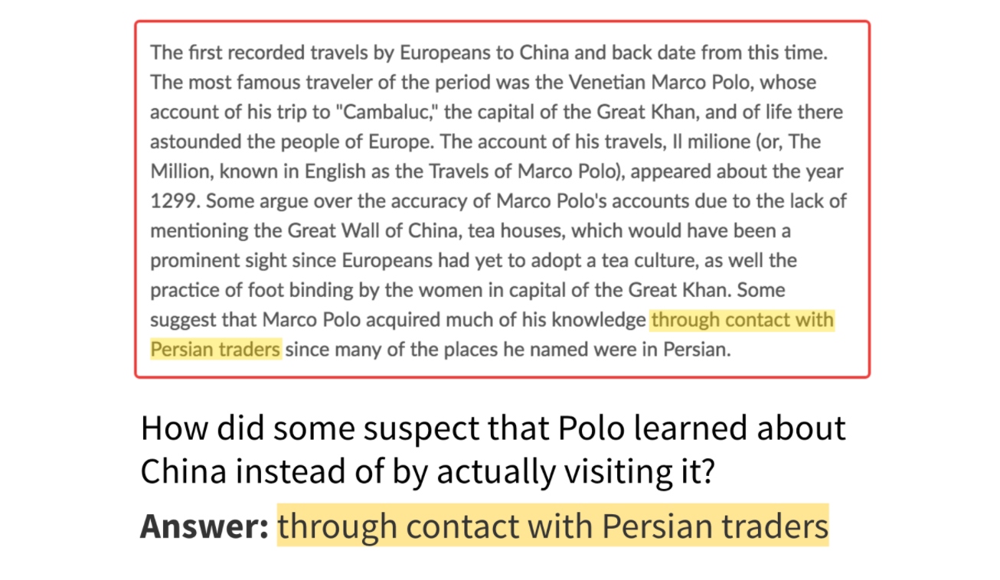 The first recorded travels by Europeans to China and back date from this time.
The most famous traveler of the period was the Venetian Marco Polo, whose
account of his trip to "Cambaluc," the capital of the Great Khan, and of life there
astounded the people of Europe. The account of his travels, Il milione (or, The
Million, known in English as the Travels of Marco Polo), appeared about the year
1299. Some argue over the accuracy of Marco Polo's accounts due to the lack of
mentioning the Great Wall of China, tea houses, which would have been a
prominent sight since Europeans had yet to adopt a tea culture, as well the
practice of foot binding by the women in capital of the Great Khan. Some
suggest that Marco Polo acquired much of his knowledge through contact with
Persian traders since many of the places he named were in Persian.
How did some suspect that Polo learned about
China instead of by actually visiting it?
Answer: through contact with Persian traders